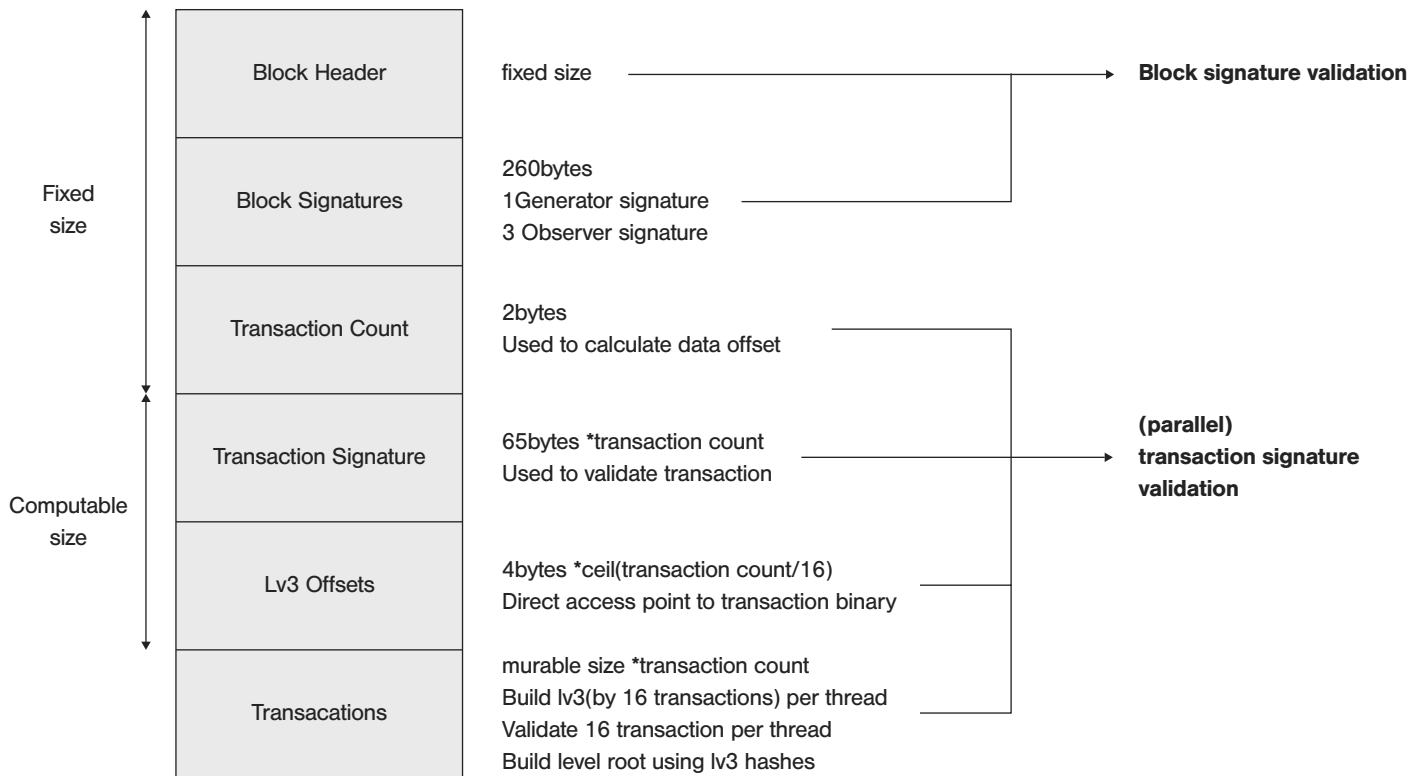 Block Header
fixed size
Block signature validation
260bytes
Block Signatures
1Generator signature
3 Observer signature
Fixed
size
2bytes
Transaction Count
Used to calculate data offset
65bytes *transaction count
Transaction Signature
Used to validate transaction
(parallel)
transaction signature
validation
Computable
size
4bytes *ceil(transaction count/16)
Lv3 Offsets
Direct access point to transaction binary
murable size *transaction count
Build lv3(by 16 transactions) per thread
Transacations
Validate 16 transaction per thread
Build level root using lv3 hashes